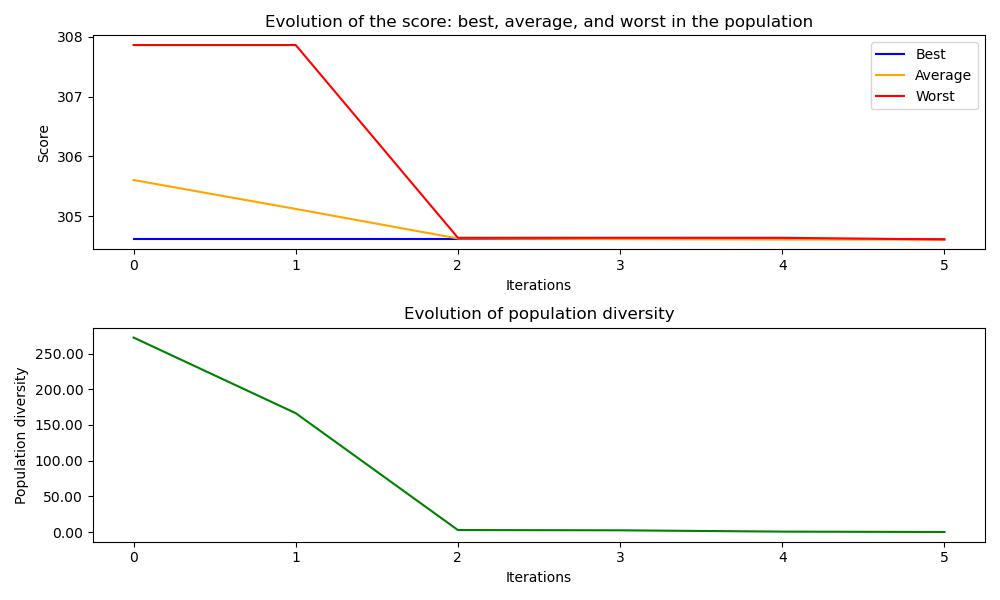 Evolution of the score: best, average, and worst in the population
308
307
306
305
Score
Best
Average
Worst
0 1 2 3 4 5
Iterations
Evolution of population diversity
250.00
200.00
150.00
100.00
50.00
0.00
Population diversity
0 1 2 3 4 5
Iterations